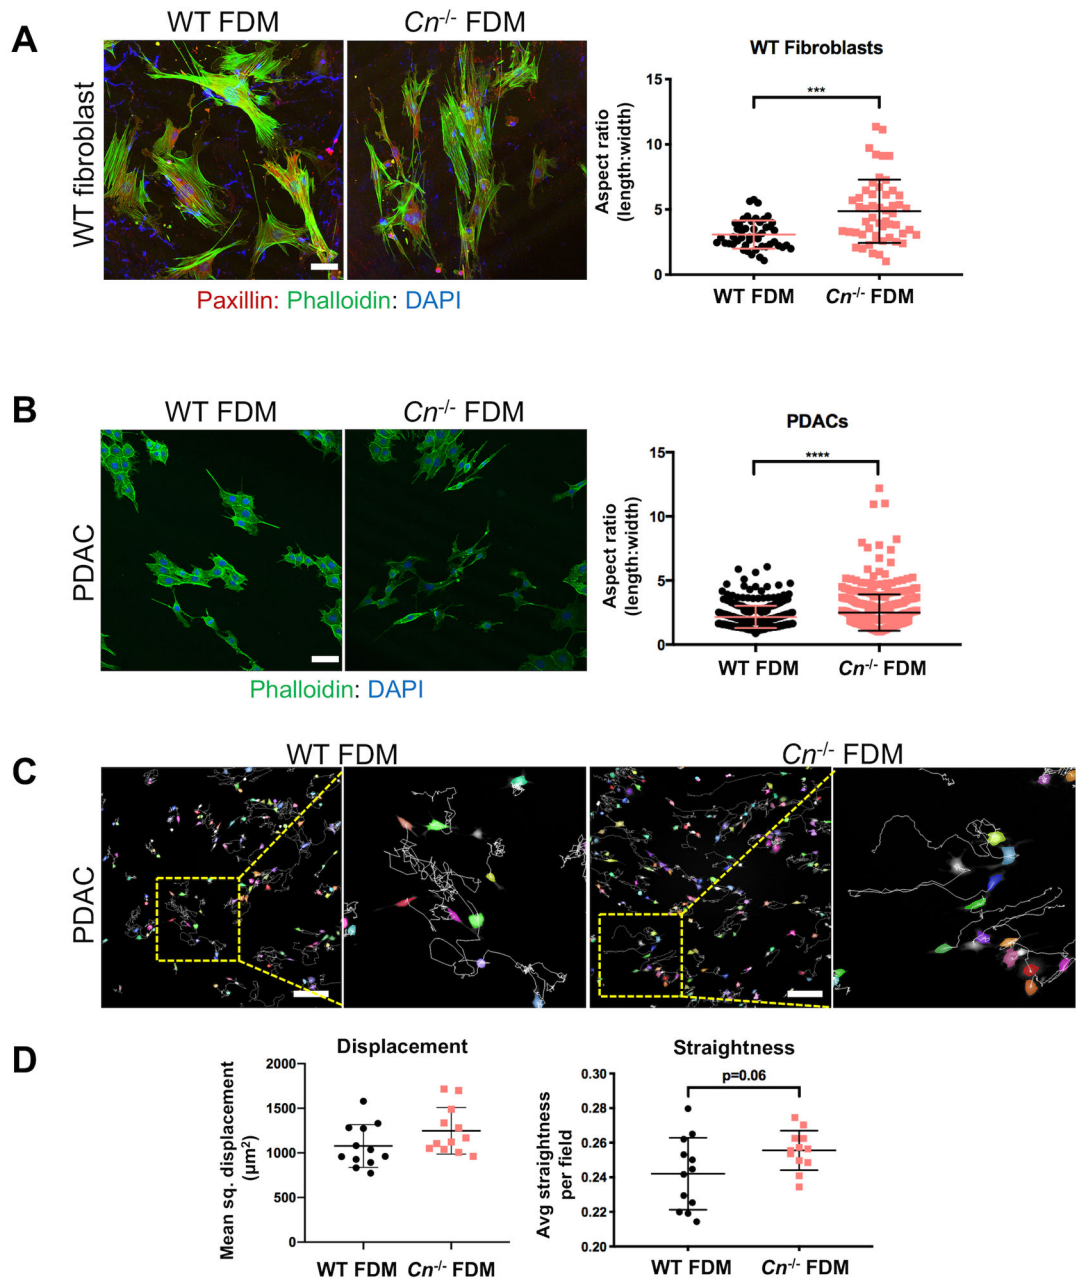 A
WT FDM
Cn-/- FDM
WT fibroblast
Paxillin: Phalloidin: DAPI
WT Fibroblasts
Aspect ratio
(length:width)
15
10
5
0
***
WT FDM
Cn-/- FDM
B
WT FDM
Cn-/- FDM
PDAC
Phalloidin: DAPI
PDACs
Aspect ratio
(length:width)
15
10
5
0
****
WT FDM
Cn-/- FDM
C
WT FDM
Cn-/- FDM
PDAC
D
Displacement
Mean sq. displacement
(µm2)
2000
1500
1000
500
0
WT FDM
Cn-/- FDM
Straightness
Avg straightness
per field
0.30
0.28
0.26
0.24
0.22
0.20
p=0.06
WT FDM
Cn-/- FDM